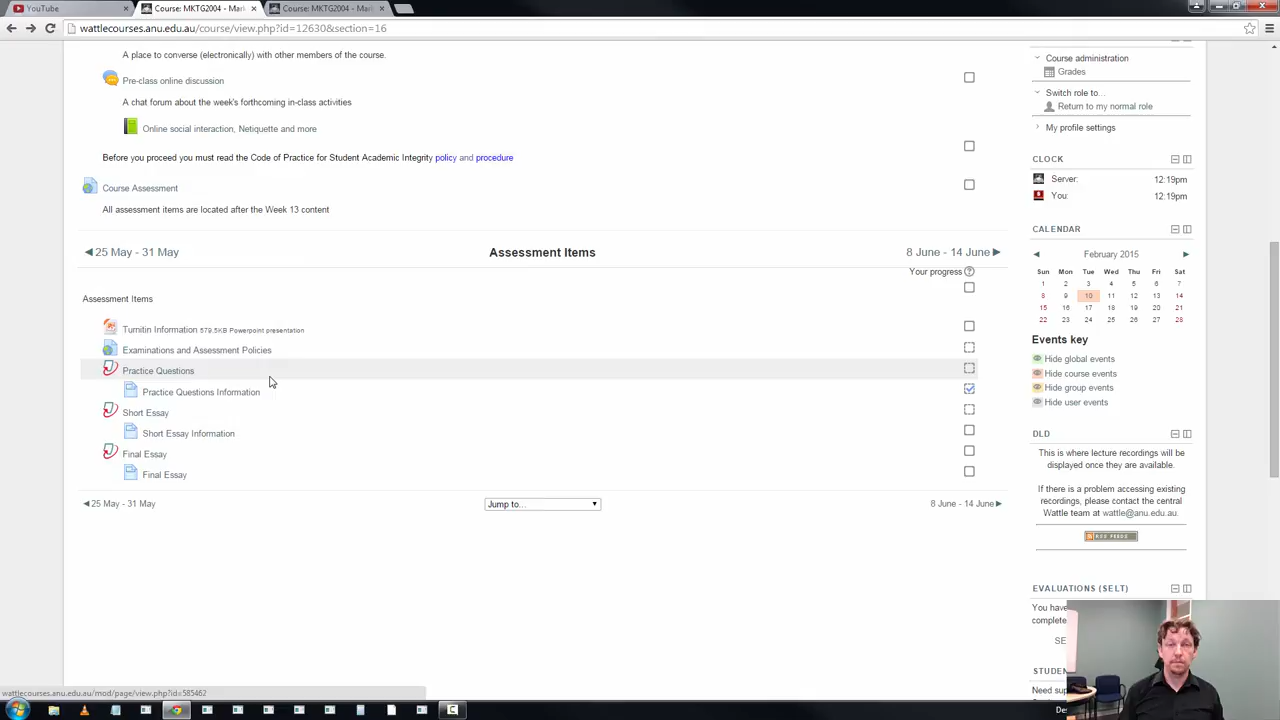 YouTube
Course: MKTG2004 - Mark
Course: MKTG2004 - Mark
wattlecourses.anu.edu.au/course/view.php?id=12630&section=16
A place to converse (electronically) with other members of the course.
Pre-class online discussion
A chat forum about the week's forthcoming in-class activities
Online social interaction, Netiquette and more
Before you proceed you must read the Code of Practice for Student Academic Integrity policy and procedure
Course Assessment
All assessment items are located after the Week 13 content
25 May - 31 May
Assessment Items
8 June - 14 June
Your progress
Assessment Items
Turnitin Information 579.5KB Powerpoint presentation
Examinations and Assessment Policies
Practice Questions
Practice Questions Information
Short Essay
Short Essay Information
Final Essay
Final Essay
25 May - 31 May
Jump to...
8 June - 14 June
Course administration
Grades
Switch role to...
Return to my normal role
My profile settings
CLOCK
Server: 12:19pm
You: 12:19pm
CALENDAR
February 2015
Sun Mon Tue Wed Thu Fri Sat
1 2 3 4 5 6 7
8 9 10 11 12 13 14
15 16 17 18 19 20 21
22 23 24 25 26 27 28
Events key
Hide global events
Hide course events
Hide group events
Hide user events
DLD
This is where lecture recordings will be
displayed once they are available.
If there is a problem accessing existing
recordings, please contact the central
Wattle team at wattle@anu.edu.au.
RSS FEEDS
EVALUATIONS (SELT)
You have
complete
SE
STUDEN
Need sup
wattlecourses.anu.edu.au/mod/page/view.php?id=585462